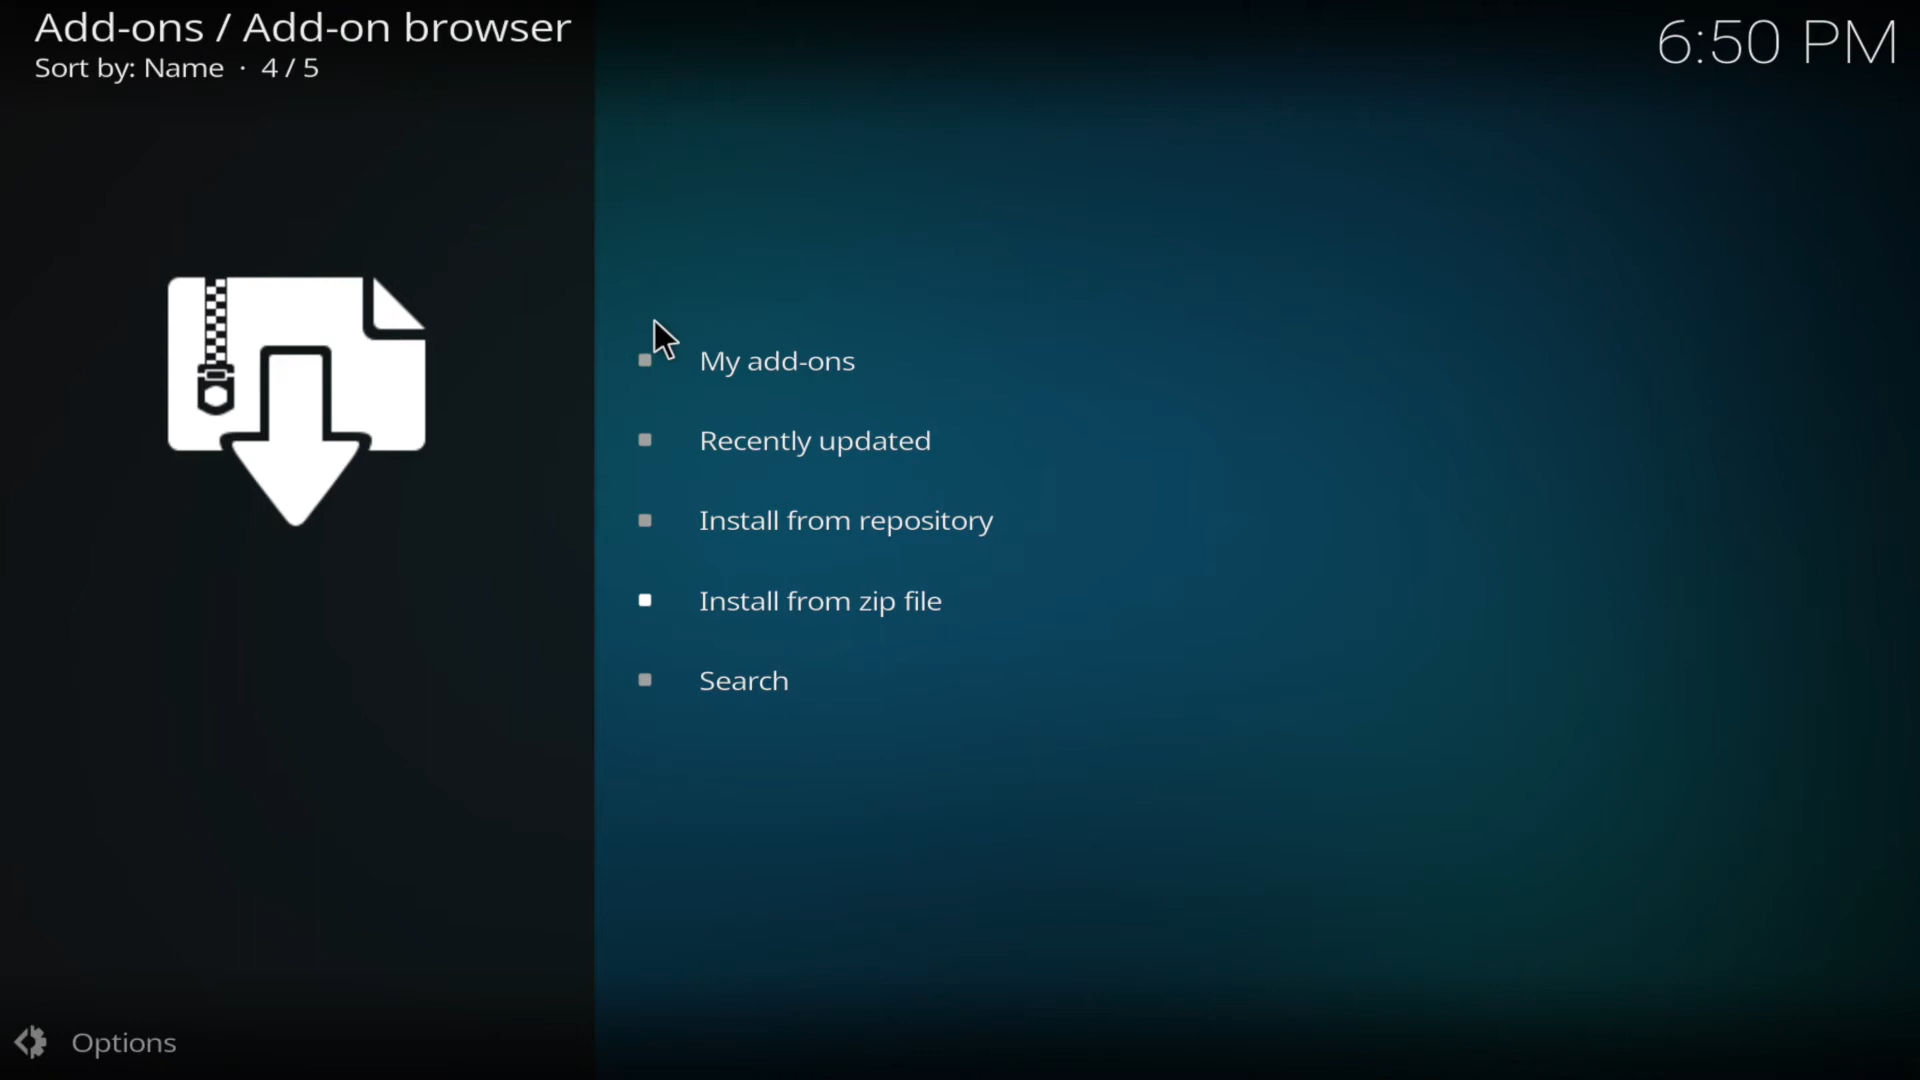 Add-ons / Add-on browser
Sort by: Name · 4 / 5
6:50 PM
My add-ons
Recently updated
Install from repository
Install from zip file
Search
Options